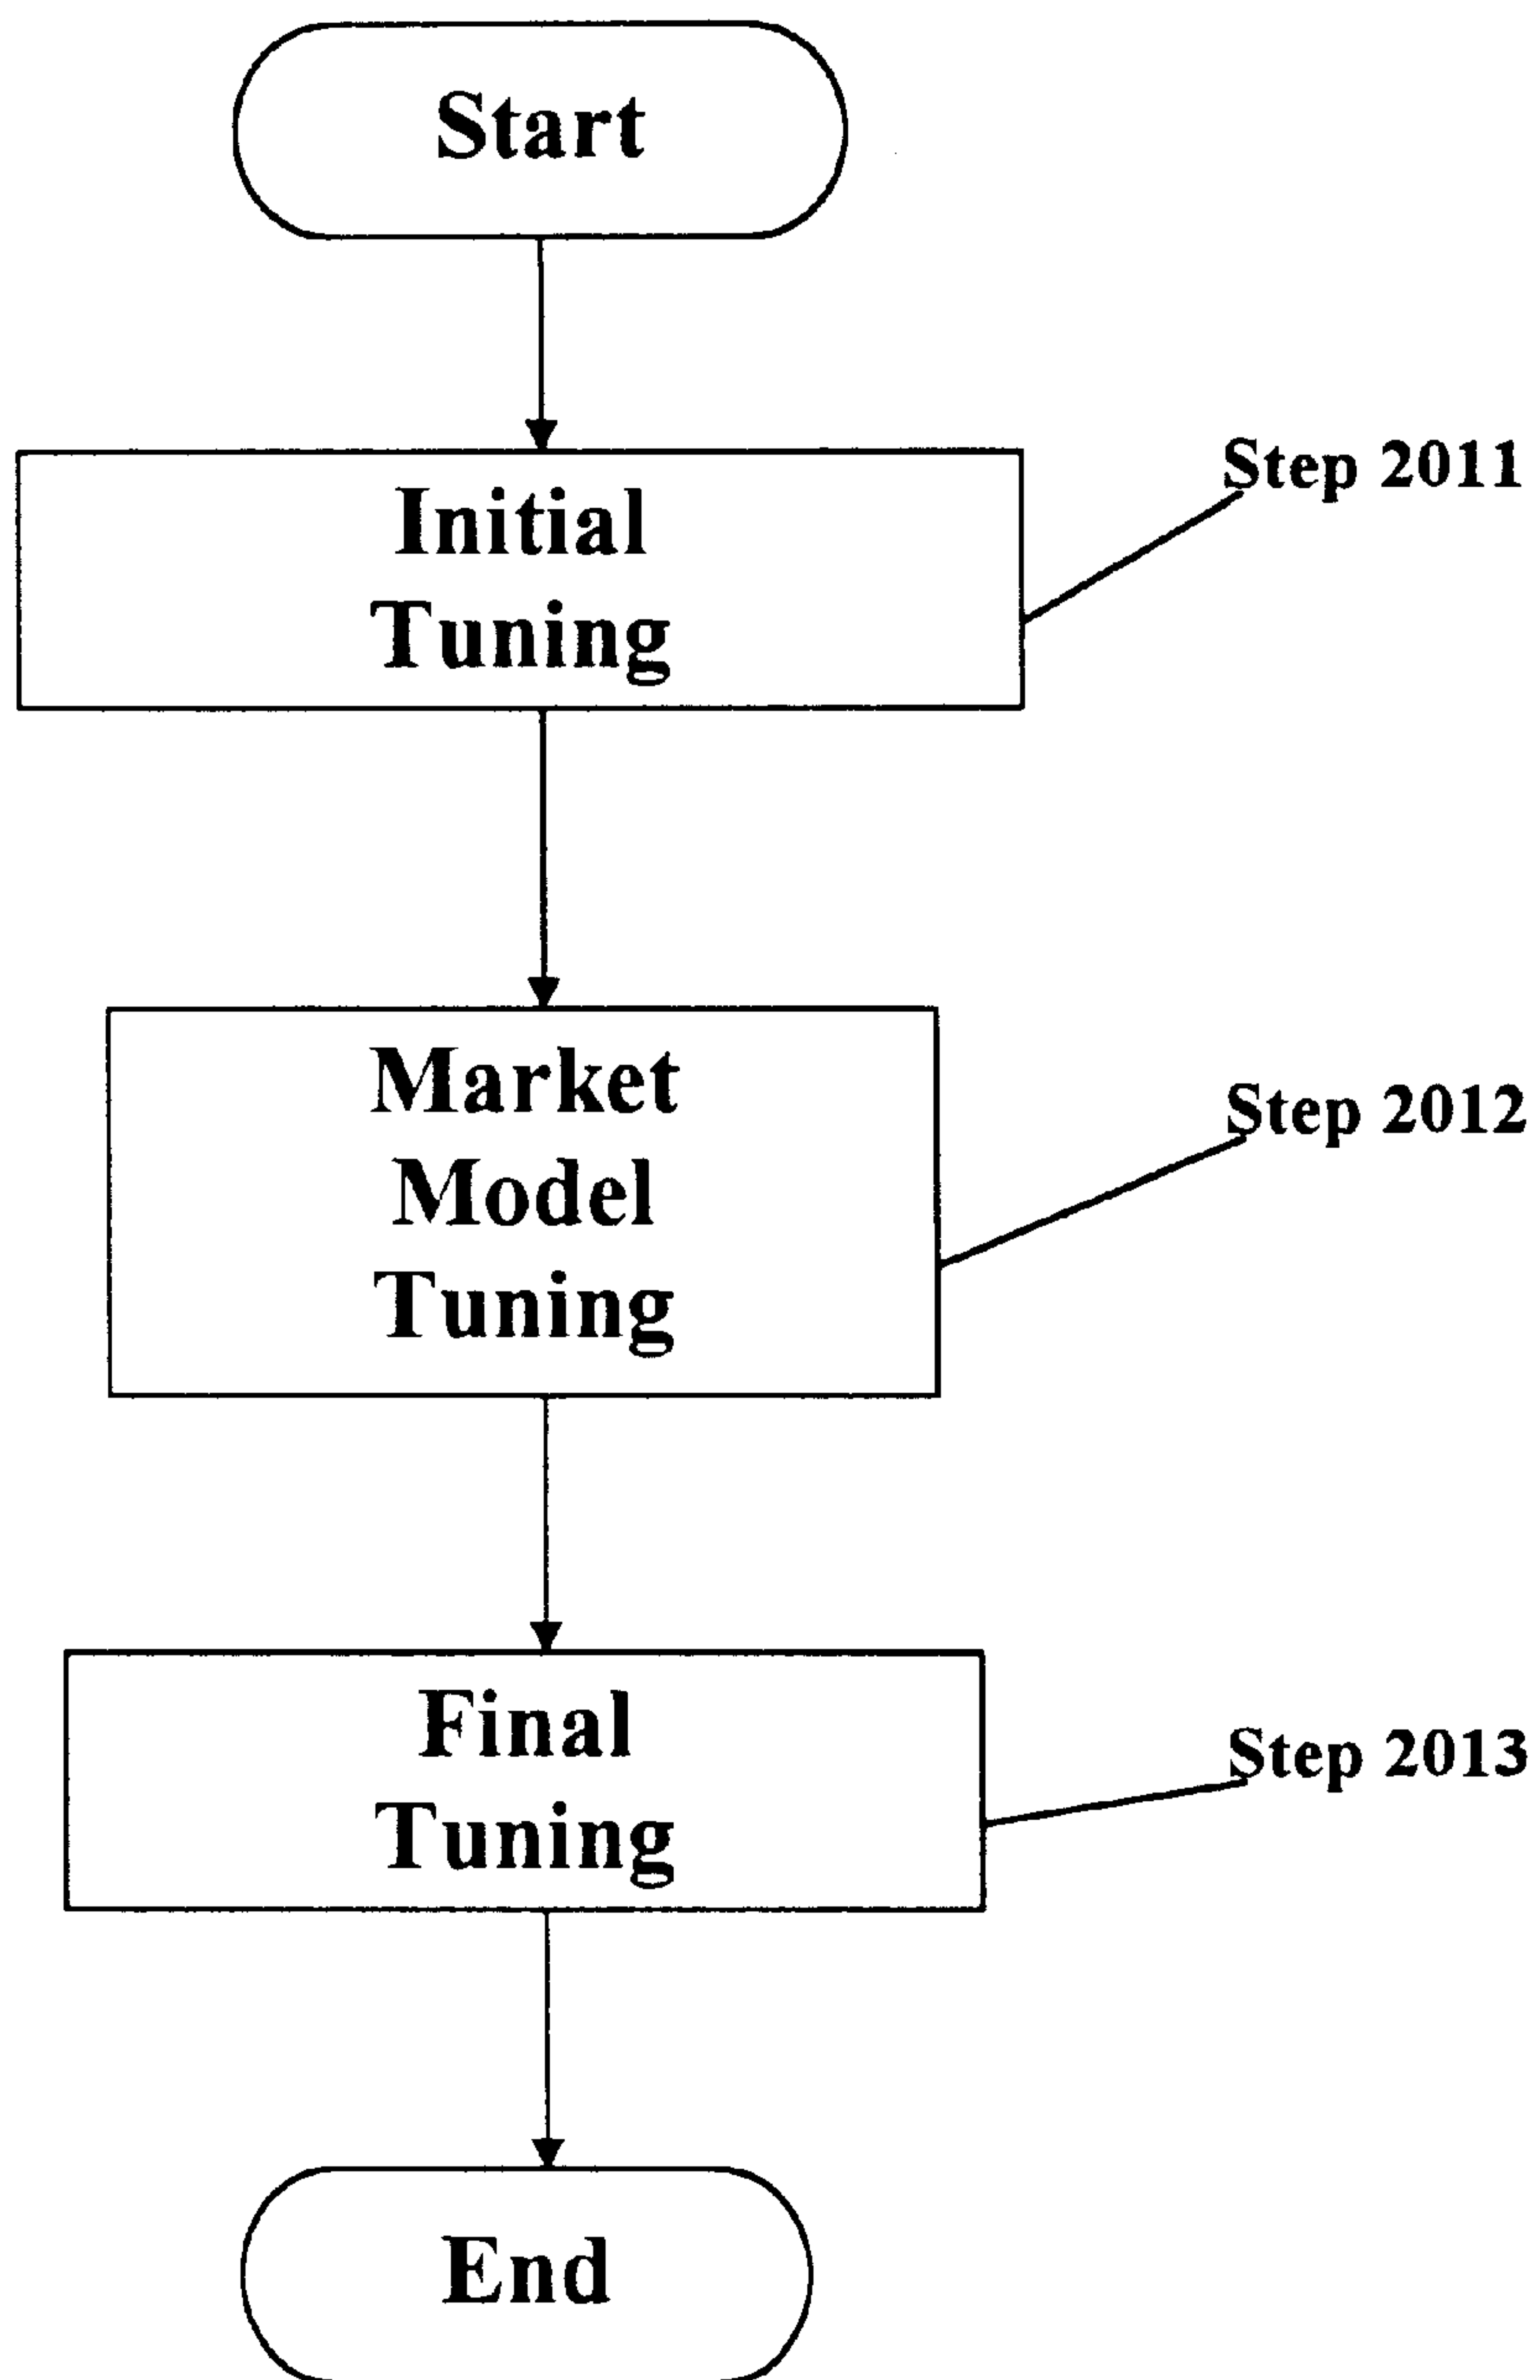 Start
Step 2011
Initial
Tuning
Market
Step 2012
Model
Tuning
Final
Step 2013
Tuning
End